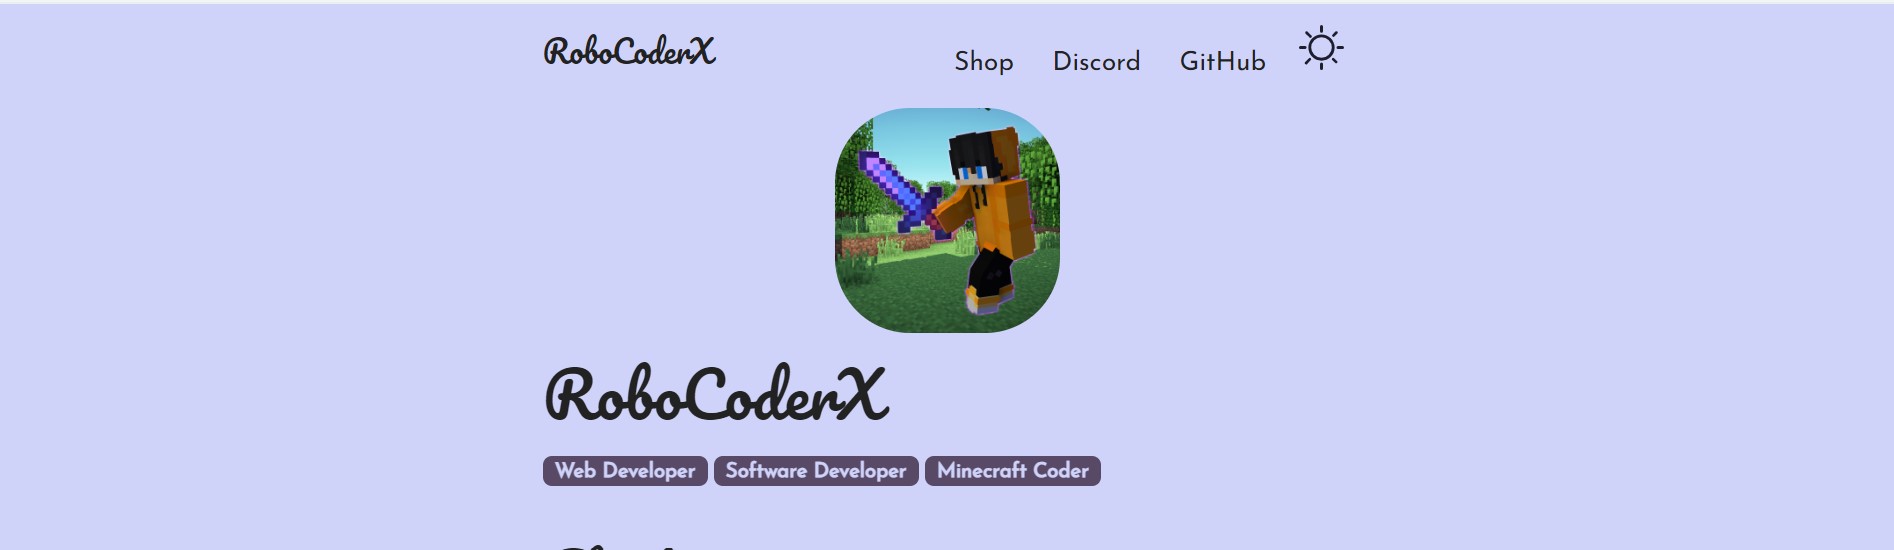 RoboCoderX
Shop Discord GitHub
RoboCoderX
Web Developer Software Developer Minecraft Coder